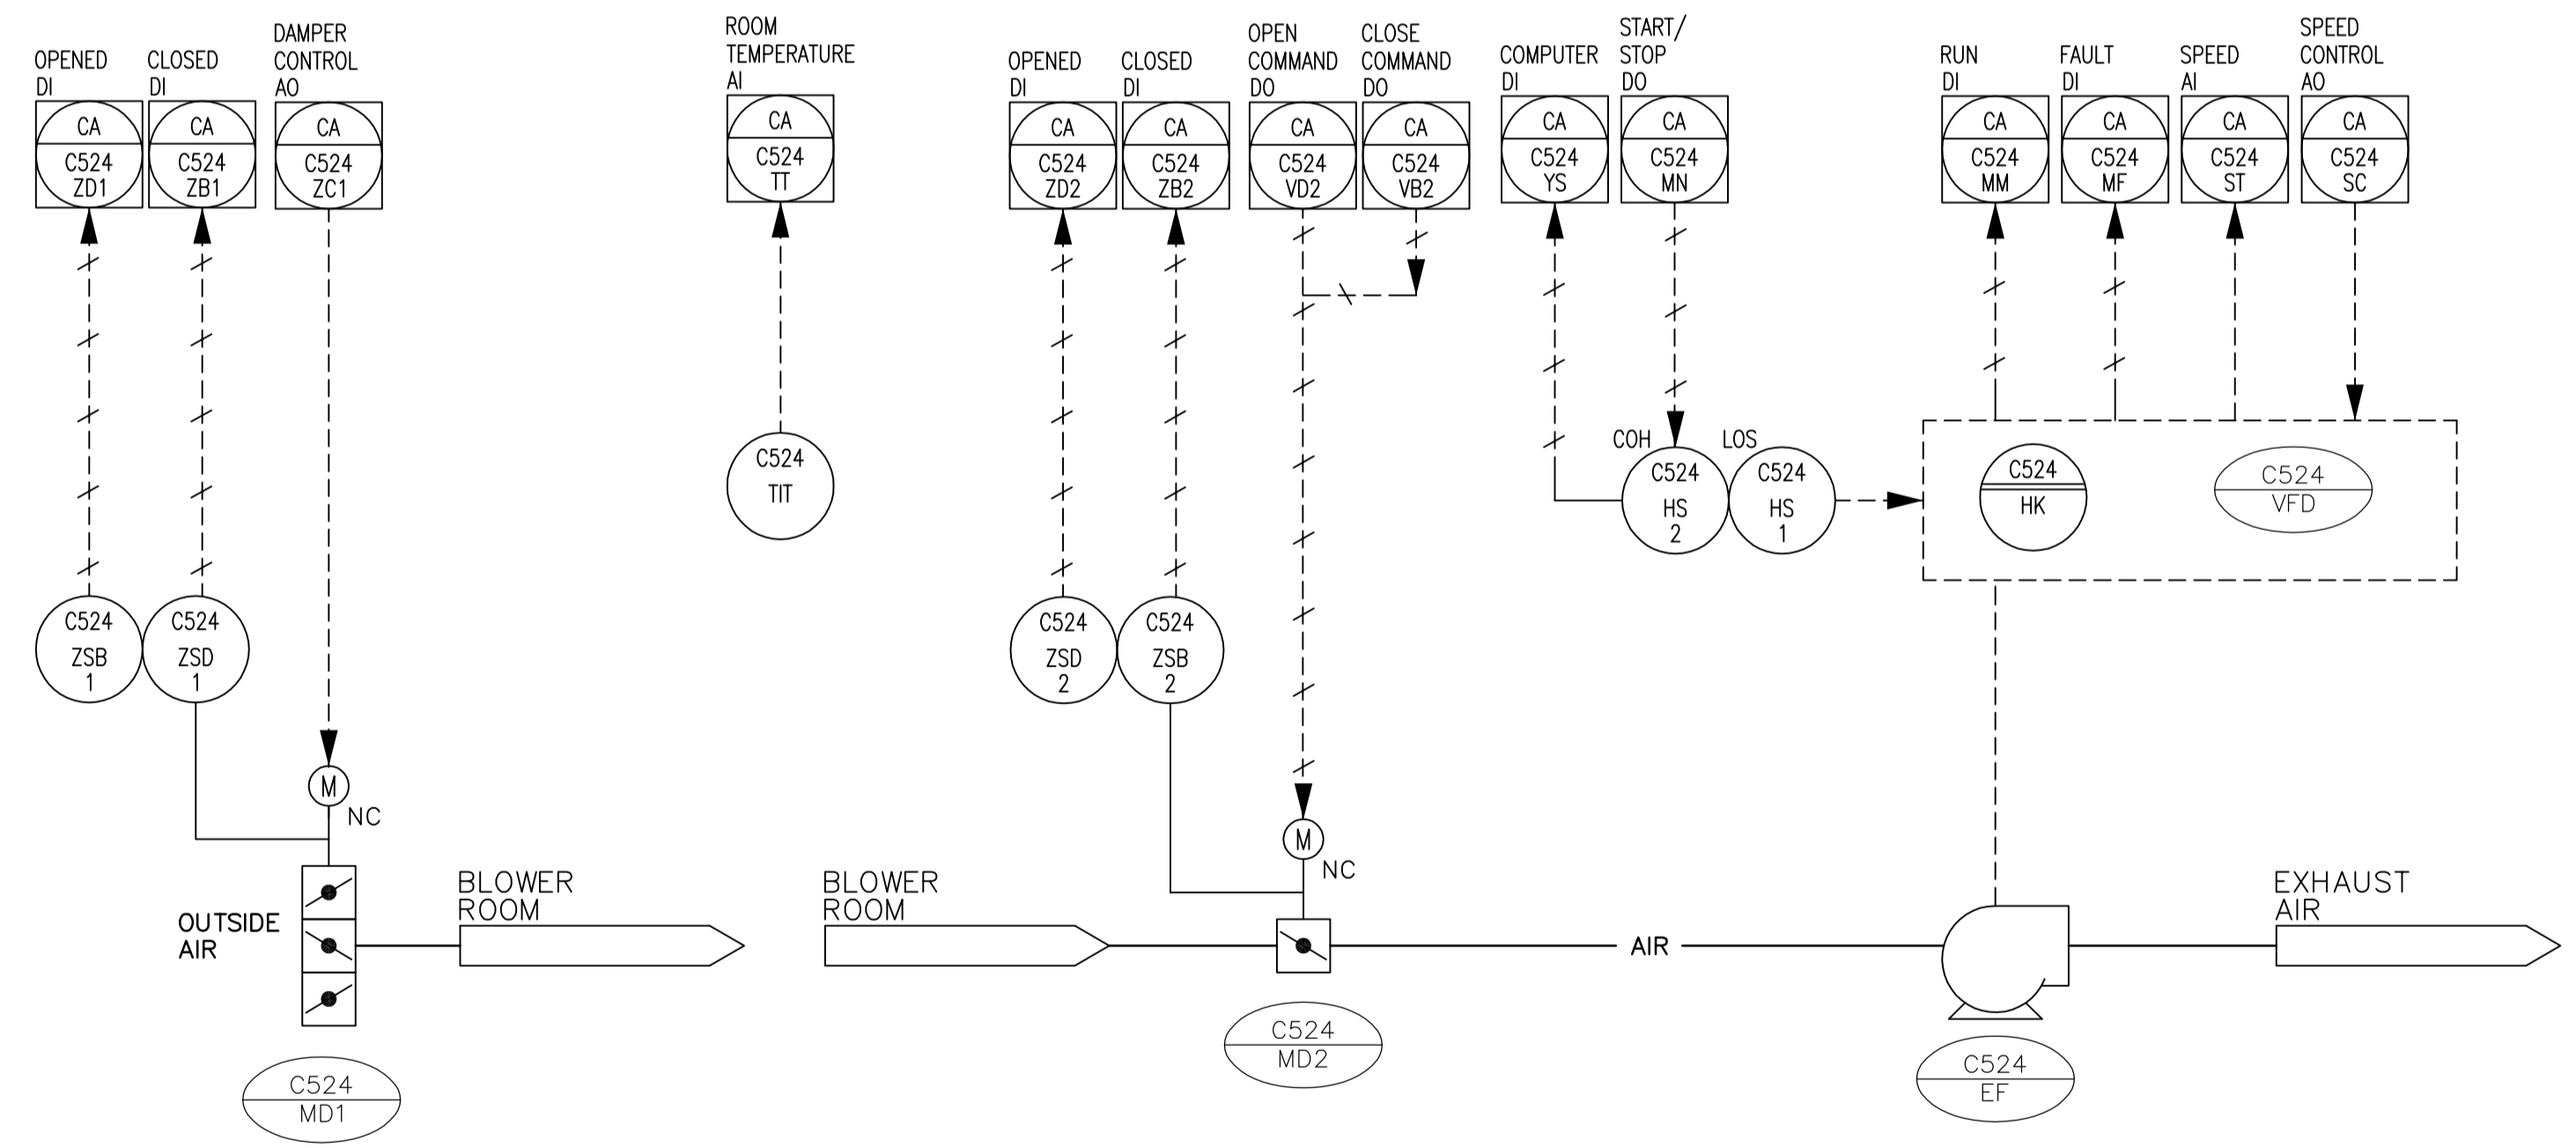 OPENED
DI
CLOSED
DI
DAMPER
CONTROL
AO
ROOM
TEMPERATURE
AI
OPENED
DI
CLOSED
DI
OPEN
COMMAND
DO
CLOSE
COMMAND
DO
COMPUTER
DI
START/
STOP
DO
RUN
DI
FAULT
DI
SPEED
AI
SPEED
CONTROL
AO
CA
C524
ZD1
CA
C524
ZB1
CA
C524
ZC1
CA
C524
TT
CA
C524
ZD2
CA
C524
ZB2
CA
C524
VD2
CA
C524
VB2
CA
C524
YS
CA
C524
MN
CA
C524
MM
CA
C524
MF
CA
C524
ST
CA
C524
SC
C524
TIT
COH
C524
HS
2
LOS
C524
HS
1
C524
HK
C524
VFD
C524
ZSB
1
C524
ZSD
1
C524
ZSD
2
C524
ZSB
2
M
NC
M
NC
OUTSIDE
AIR
BLOWER
ROOM
BLOWER
ROOM
AIR
EXHAUST
AIR
C524
MD1
C524
MD2
C524
EF